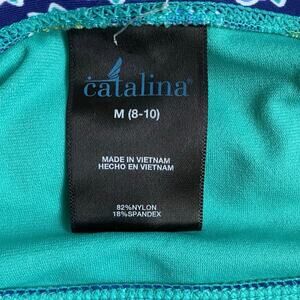 catalina
M (8-10)
MADE IN VIETNAM
HECHO EN VIETNAM
82%NYLON
18%SPANDEX